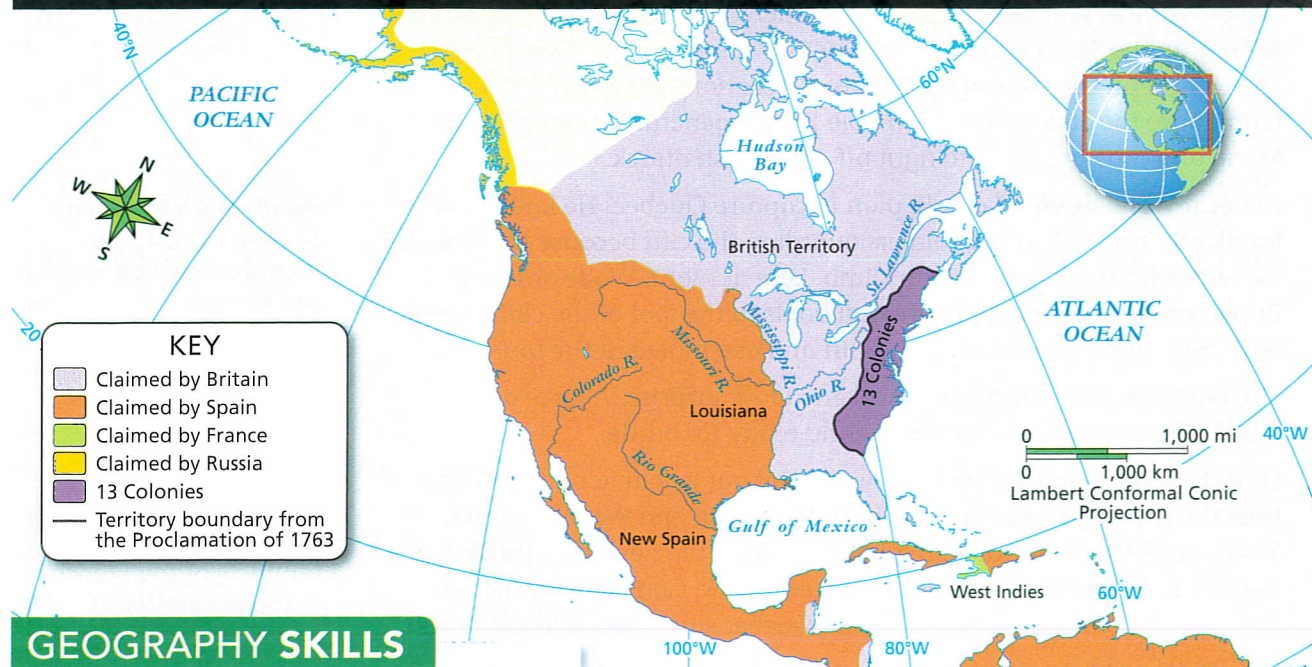 40°N
60°N
PACIFIC
OCEAN
N
W
E
S
Hudson
Bay
British Territory
St. Lawrence R.
ATLANTIC
OCEAN
20°
KEY
Claimed by Britain
Claimed by Spain
Claimed by France
Claimed by Russia
13 Colonies
Territory boundary from
the Proclamation of 1763
Mississippi R.
Missouri R.
Colorado R.
Ohio R.
13 Colonies
Louisiana
Rio Grande
0 1,000 mi
0 1,000 km
Lambert Conformal Conic
Projection
40°W
New Spain
Gulf of Mexico
West Indies
60°W
GEOGRAPHY SKILLS
100°W
80°W